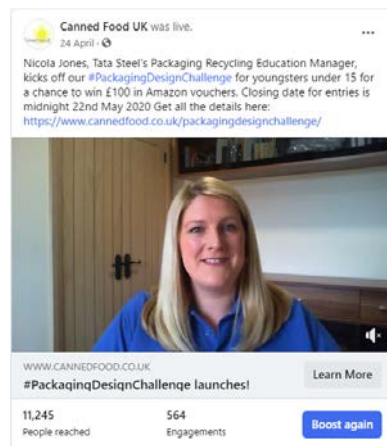 Canned Food UK was live.
24 April ·
Nicola Jones, Tata Steel's Packaging Recycling Education Manager,
kicks off our #PackagingDesignChallenge for youngsters under 15 for
a chance to win £100 in Amazon vouchers. Closing date for entries is
midnight 22nd May 2020 Get all the details here:
https://www.cannedfood.co.uk/packagingdesignchallenge/
WWW.CANNEDFOOD.CO.UK
#PackagingDesignChallenge launches!
Learn More
11,245
People reached
564
Engagements
Boost again